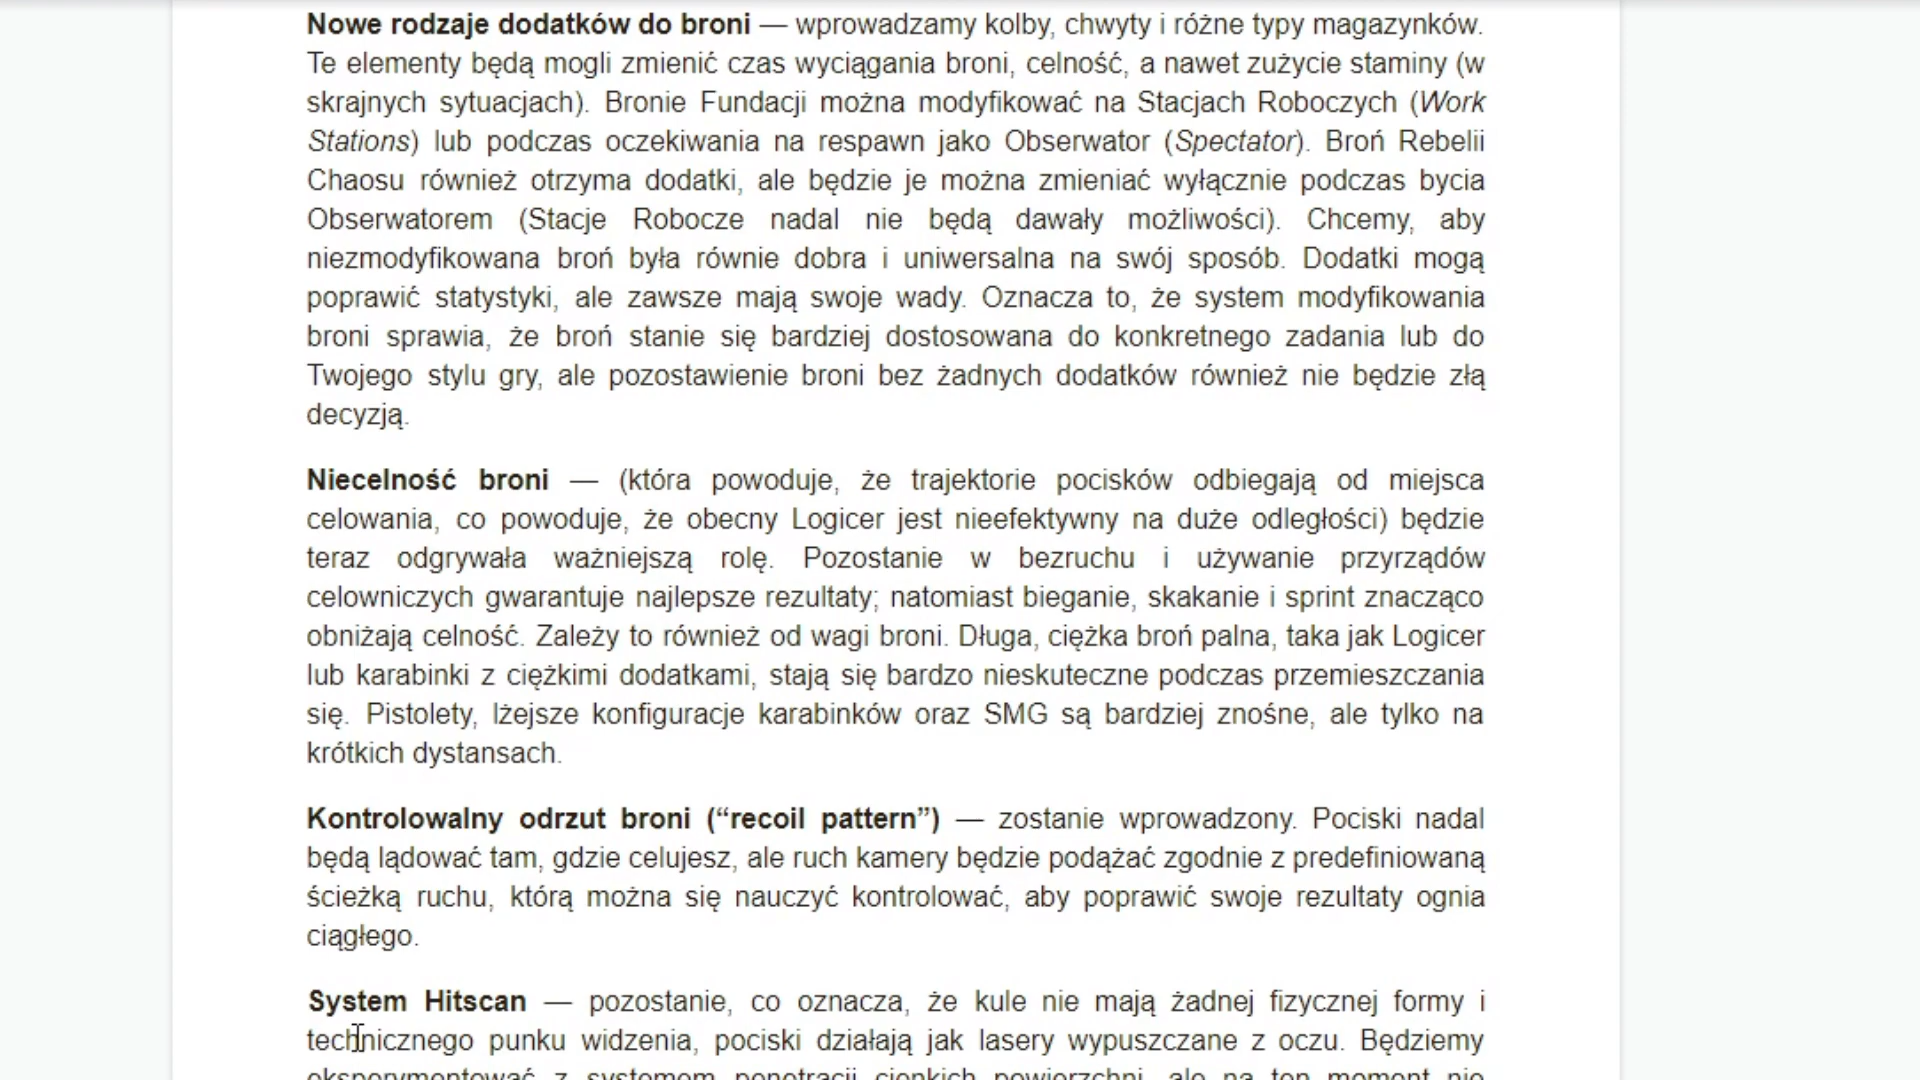 Nowe rodzaje dodatków do broni — wprowadzamy kolby, chwyty i różne typy magazynków.
Te elementy będą mogli zmienić czas wyciągania broni, celność, a nawet zużycie staminy (w
skrajnych sytuacjach). Bronie Fundacji można modyfikować na Stacjach Roboczych (Work
Stations) lub podczas oczekiwania na respawn jako Obserwator (Spectator). Broń Rebelii
Chaosu również otrzyma dodatki, ale będzie je można zmieniać wyłącznie podczas bycia
Obserwatorem (Stacje Robocze nadal nie będą dawały możliwości). Chcemy, aby
niezmodyfikowana broń była równie dobra i uniwersalna na swój sposób. Dodatki mogą
poprawić statystyki, ale zawsze mają swoje wady. Oznacza to, że system modyfikowania
broni sprawia, że broń stanie się bardziej dostosowana do konkretnego zadania lub do
Twojego stylu gry, ale pozostawienie broni bez żadnych dodatków również nie będzie złą
decyzją.
Niecelność broni — (która powoduje, że trajektorie pocisków odbiegają od miejsca
celowania, co powoduje, że obecny Logicer jest nieefektywny na duże odległości) będzie
teraz odgrywała ważniejszą rolę. Pozostanie w bezruchu i używanie przyrządów
celowniczych gwarantuje najlepsze rezultaty; natomiast bieganie, skakanie i sprint znacząco
obniżają celność. Zależy to również od wagi broni. Długa, ciężka broń palna, taka jak Logicer
lub karabinki z ciężkimi dodatkami, stają się bardzo nieskuteczne podczas przemieszczania
się. Pistolety, lżejsze konfiguracje karabinków oraz SMG są bardziej znośne, ale tylko na
krótkich dystansach.
Kontrolowalny odrzut broni (“recoil pattern”) — zostanie wprowadzony. Pociski nadal
będą lądować tam, gdzie celujesz, ale ruch kamery będzie podążać zgodnie z predefiniowaną
ścieżką ruchu, którą można się nauczyć kontrolować, aby poprawić swoje rezultaty ognia
ciągłego.
System Hitscan — pozostanie, co oznacza, że kule nie mają żadnej fizycznej formy i
technicznego punku widzenia, pociski działają jak lasery wypuszczane z oczu. Będziemy
eksperymentować z systemem penetracji cienkich powierzchni, ale na ten moment nie